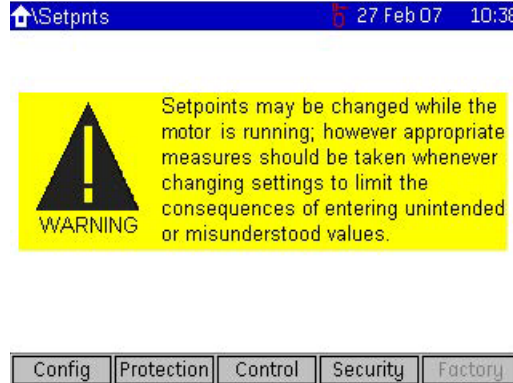 \Setpnts 27 Feb 07 10:38
Setpoints may be changed while the
motor is running; however appropriate
measures should be taken whenever
changing settings to limit the
consequences of entering unintended
or misunderstood values.
WARNING
Config Protection Control Security Factory